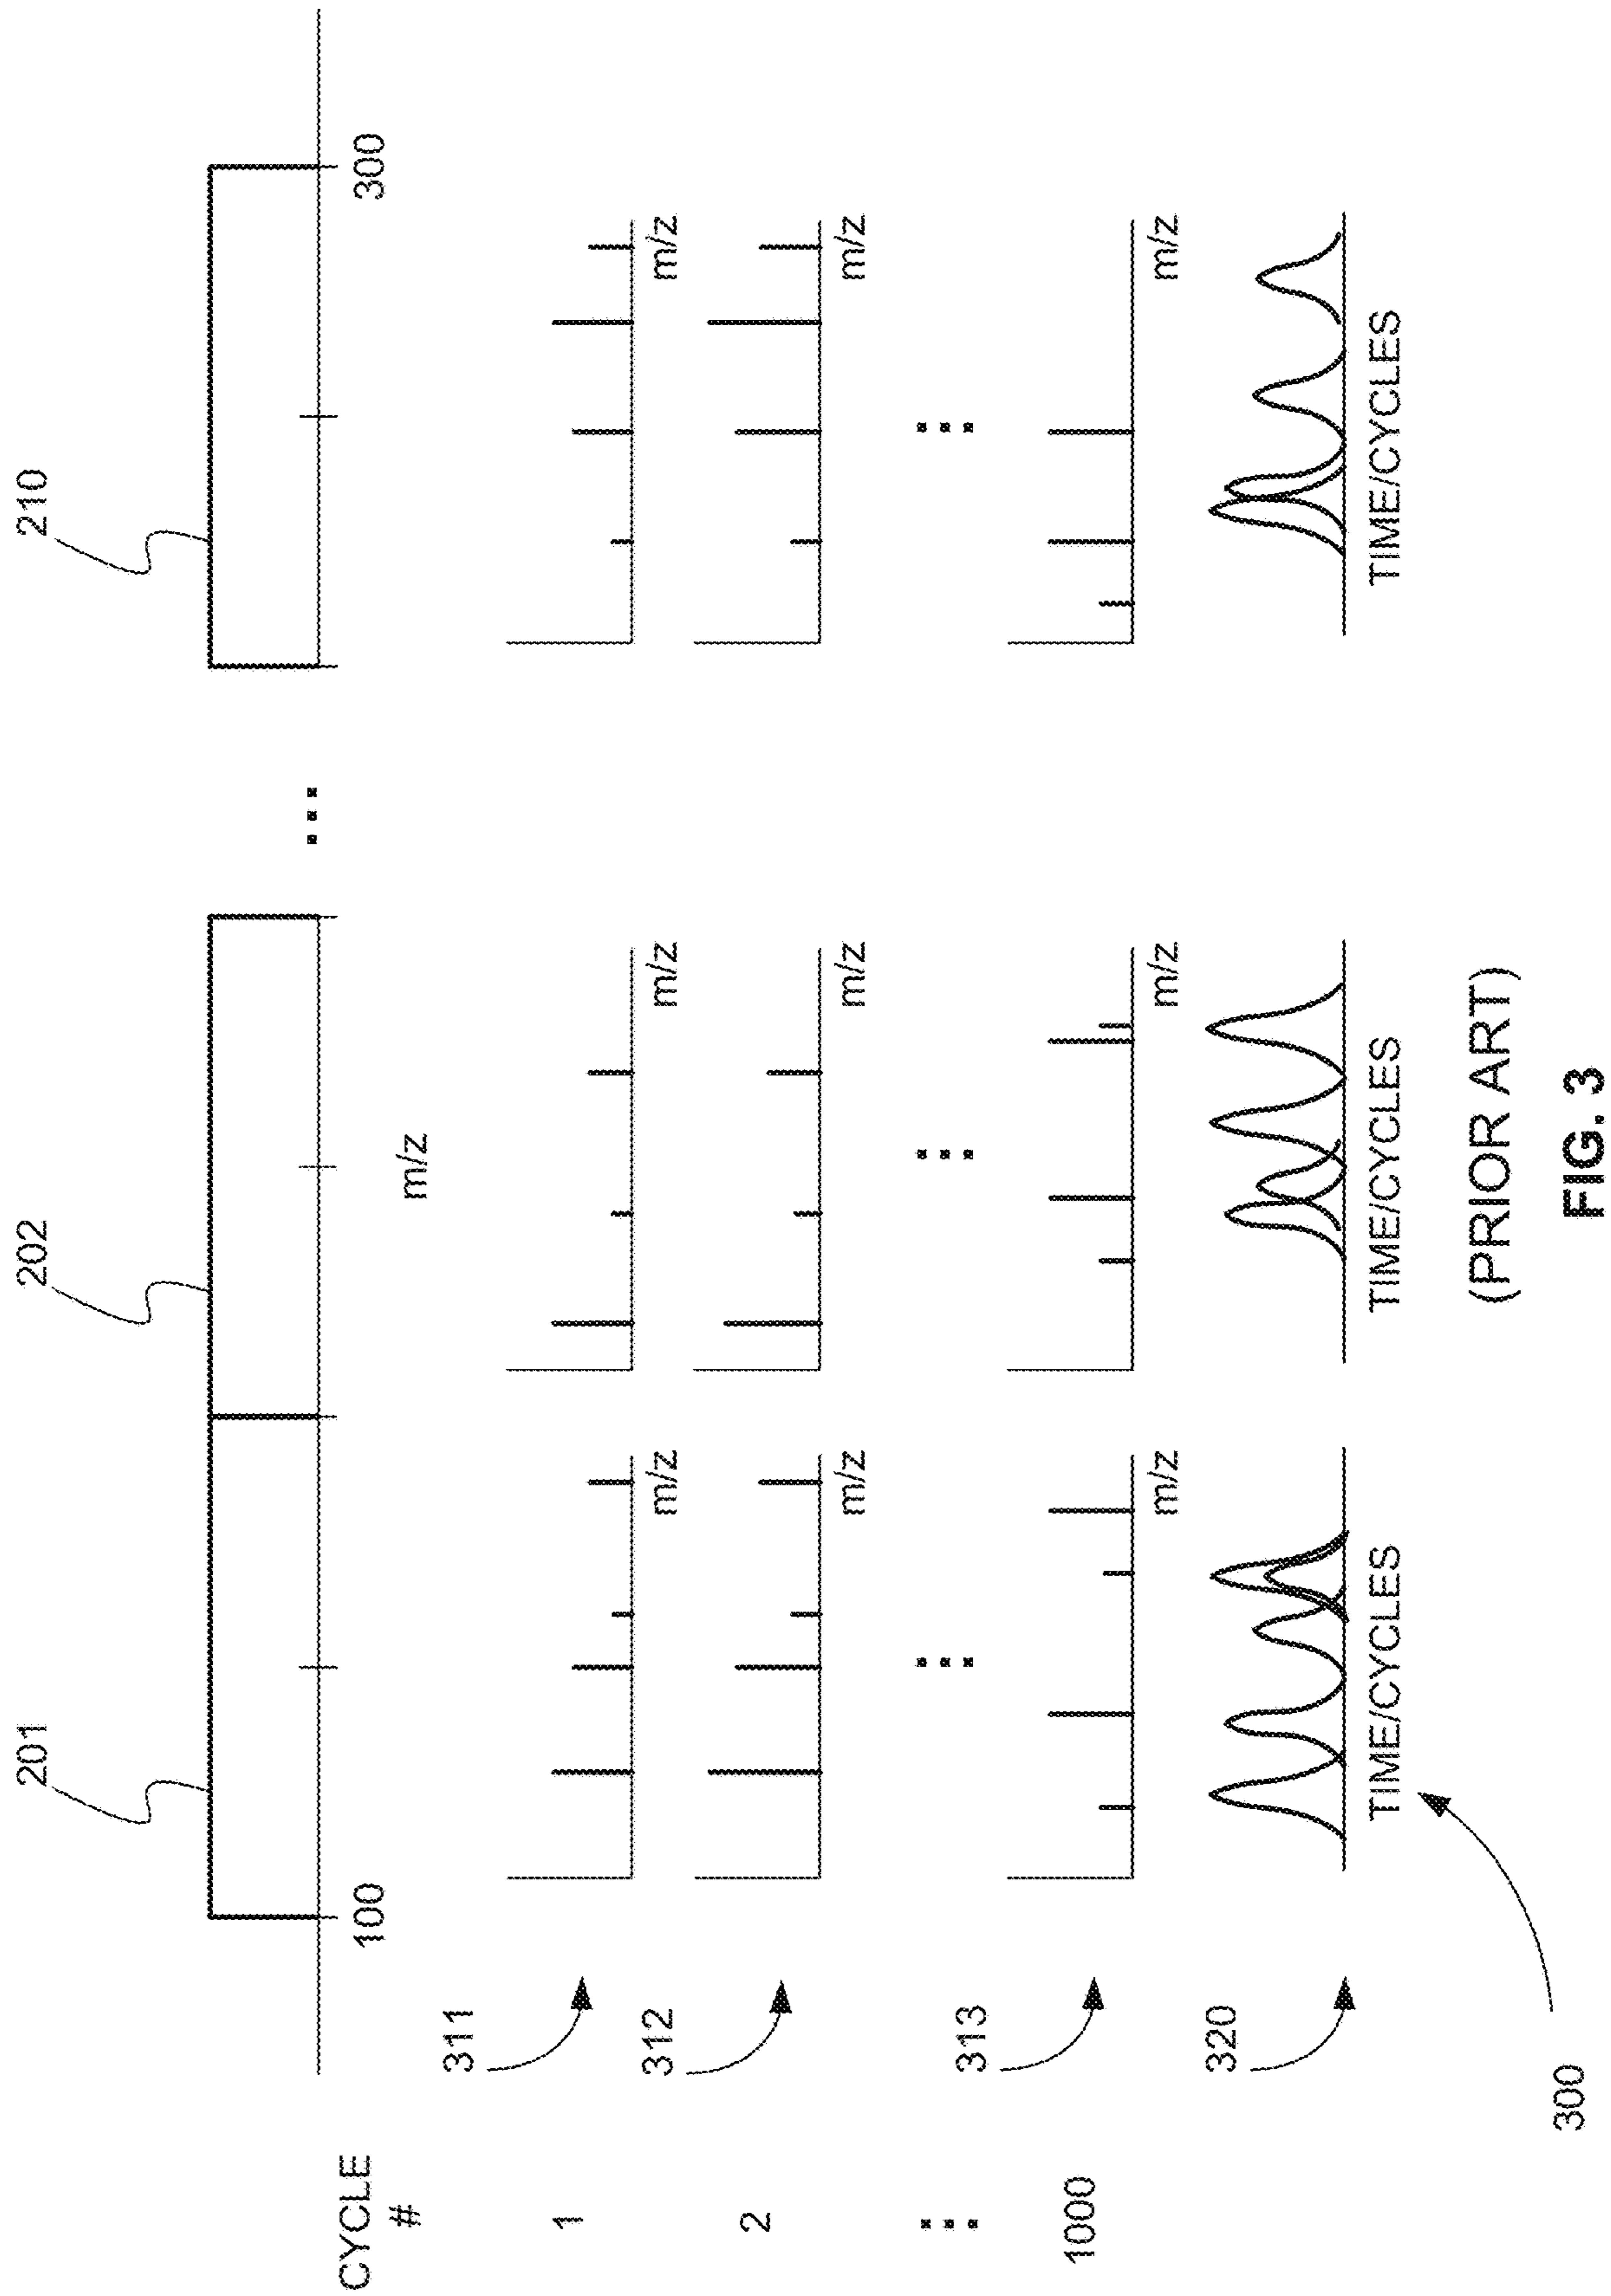 201
202
210
CYCLE
#
100
300
m/z
1
311
m/z
m/z
m/z
2
312
m/z
m/z
m/z
1000
313
m/z
m/z
m/z
320
TIME/CYCLES
TIME/CYCLES
TIME/CYCLES
300
(PRIOR ART)
FIG. 3